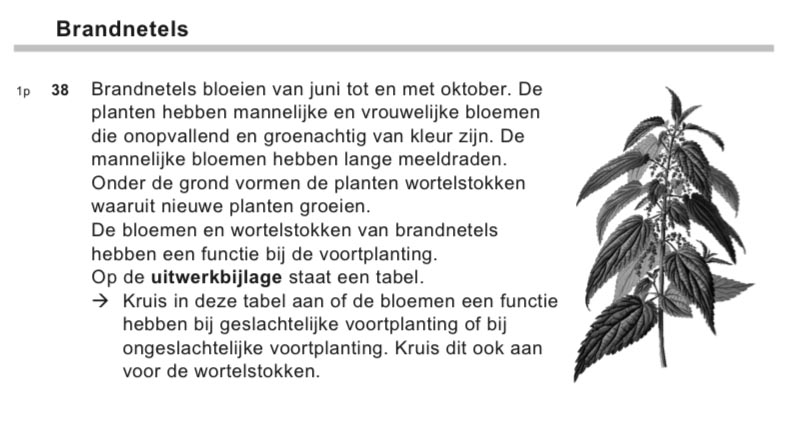 Brandnetels
1p 38 Brandnetels bloeien van juni tot en met oktober. De
planten hebben mannelijke en vrouwelijke bloemen
die onopvallend en groenachtig van kleur zijn. De
mannelijke bloemen hebben lange meeldraden.
Onder de grond vormen de planten wortelstokken
waaruit nieuwe planten groeien.
De bloemen en wortelstokken van brandnetels
hebben een functie bij de voortplanting.
Op de uitwerkbijlage staat een tabel.
→ Kruis in deze tabel aan of de bloemen een functie
hebben bij geslachtelijke voortplanting of bij
ongeslachtelijke voortplanting. Kruis dit ook aan
voor de wortelstokken.